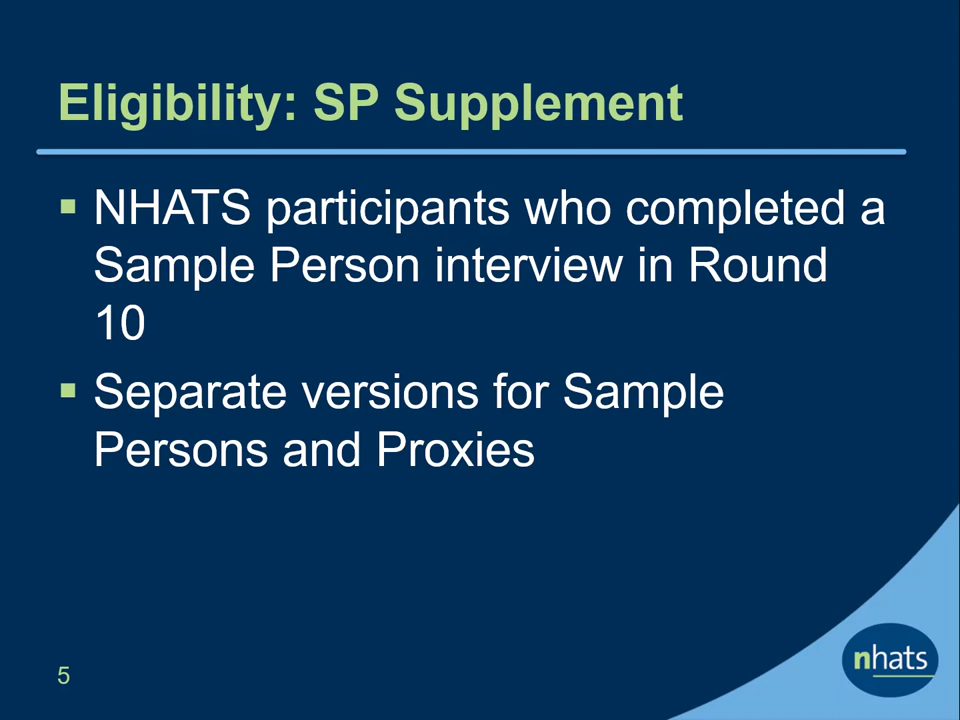 Eligibility: SP Supplement
▪ NHATS participants who completed a
Sample Person interview in Round
10
▪ Separate versions for Sample
Persons and Proxies
5
nhats